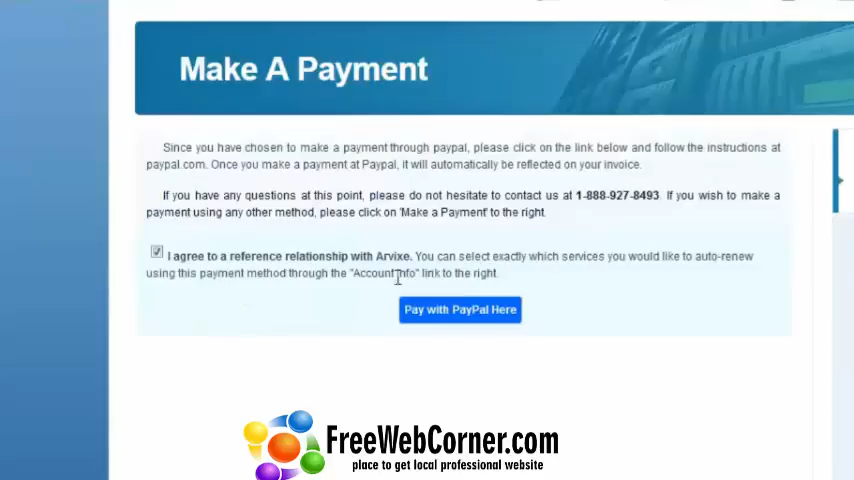 Make A Payment
Since you have chosen to make a payment through paypal, please click on the link below and follow the instructions at
paypal.com. Once you make a payment at Paypal, it will automatically be reflected on your invoice.
If you have any questions at this point, please do not hesitate to contact us at 1-888-927-8493. If you wish to make a
payment using any other method, please click on 'Make a Payment' to the right.
I agree to a reference relationship with Arvixe. You can select exactly which services you would like to auto-renew
using this payment method through the "Account Info" link to the right.
Pay with PayPal Here
FreeWebCorner.com
place to get local professional website